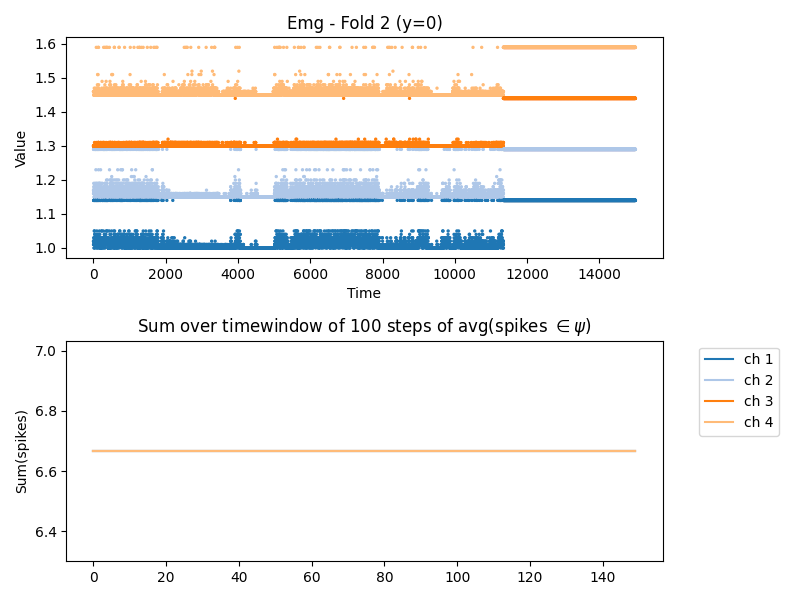 Emg - Fold 2 (y=0)
1.6
1.5
1.4
1.3
1.2
1.1
1.0
Value
0 2000 4000 6000 8000 10000 12000 14000
Time
Sum over timewindow of 100 steps of avg(spikes ∈ ψ)
7.0
6.8
6.6
6.4
Sum(spikes)
0 20 40 60 80 100 120 140
ch 1
ch 2
ch 3
ch 4